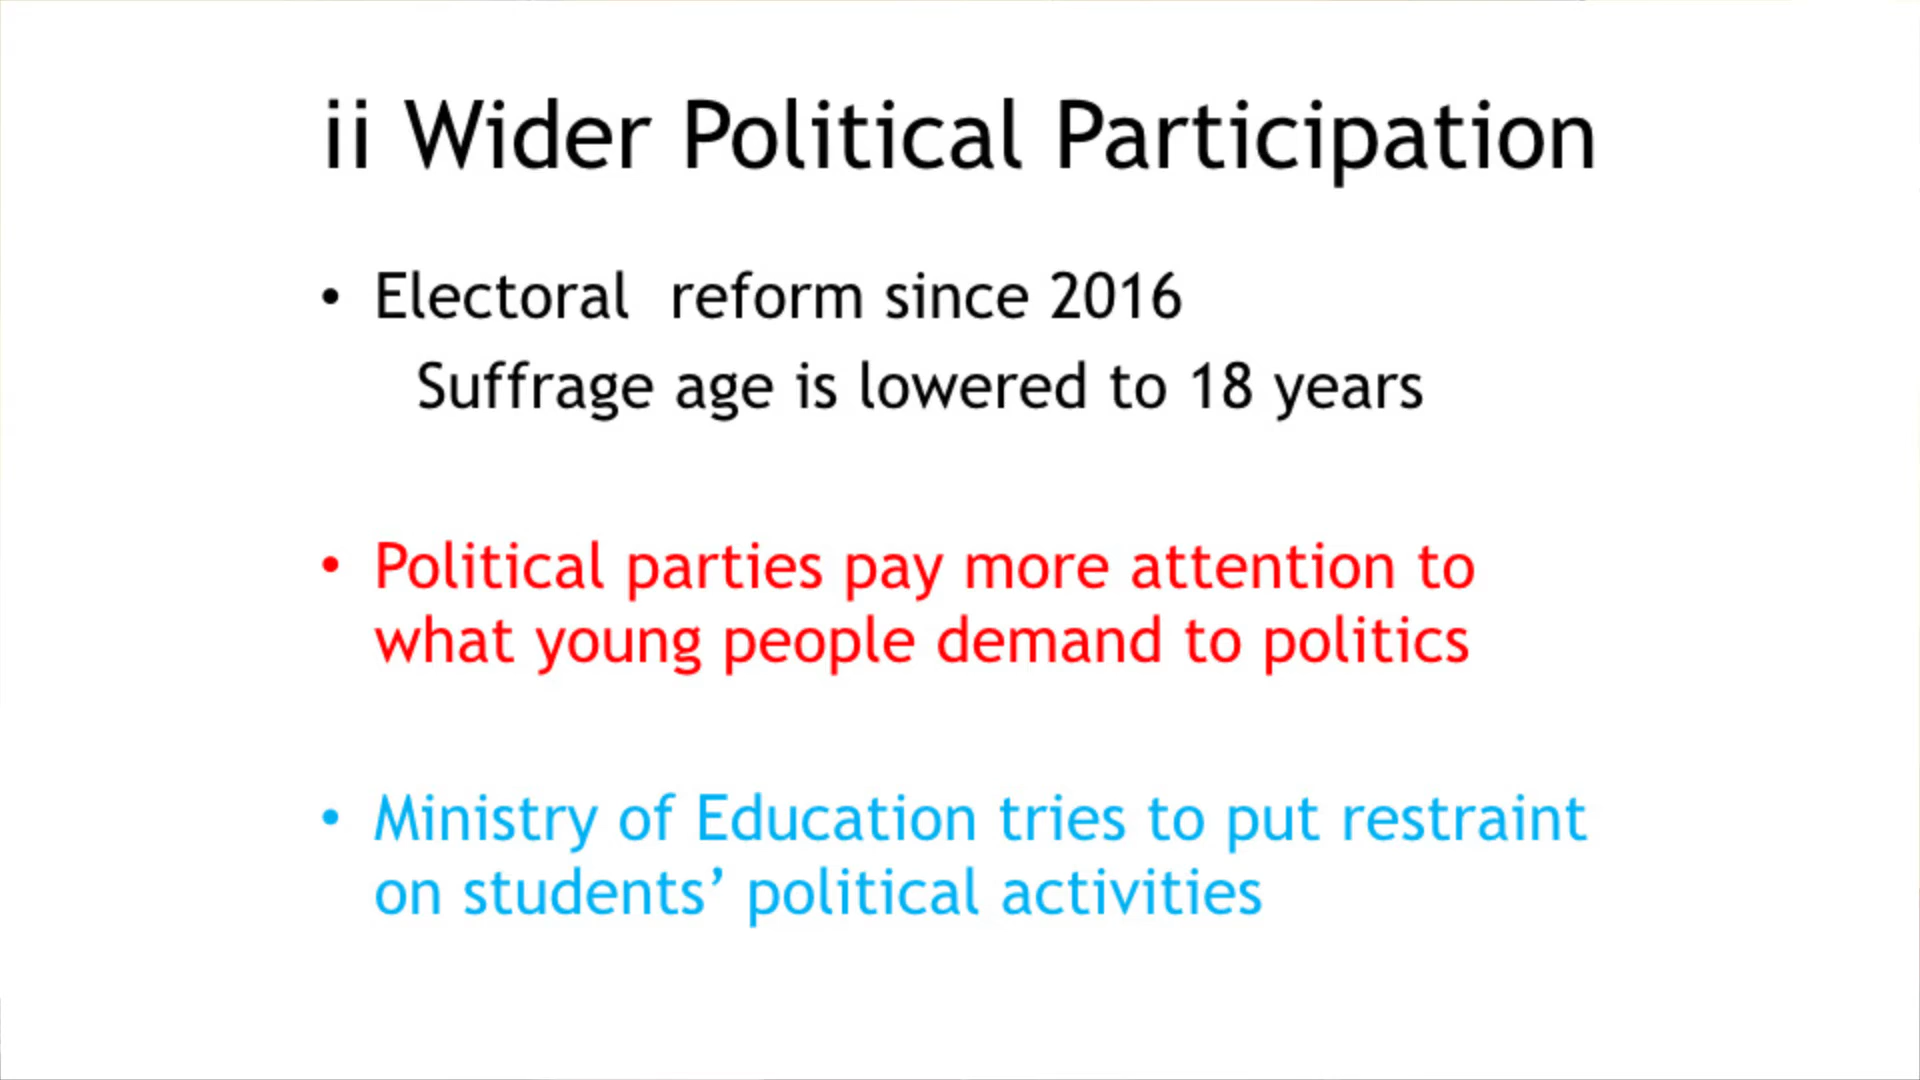 ii Wider Political Participation
• Electoral  reform since 2016
Suffrage age is lowered to 18 years
• Political parties pay more attention to
what young people demand to politics
• Ministry of Education tries to put restraint
on students’ political activities